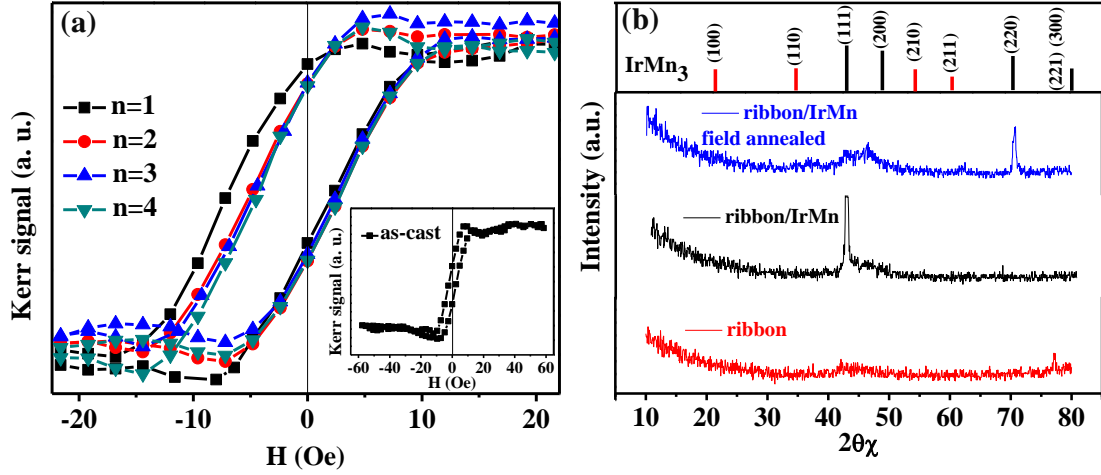 (a)
Kerr signal (a. u.)
n=1
n=2
n=3
n=4
-20
-10
0
10
20
H (Oe)
as-cast
Kerr signal (a. u.)
-60
-40
-20
0
20
40
60
H (Oe)
(b)
IrMn3
(100)
(110)
(111)
(200)
(210)
(211)
(220)
(221) (300)
Intensity (a.u.)
ribbon/IrMn
field annealed
ribbon/IrMn
ribbon
10
20
30
40
50
60
70
80
2θχ